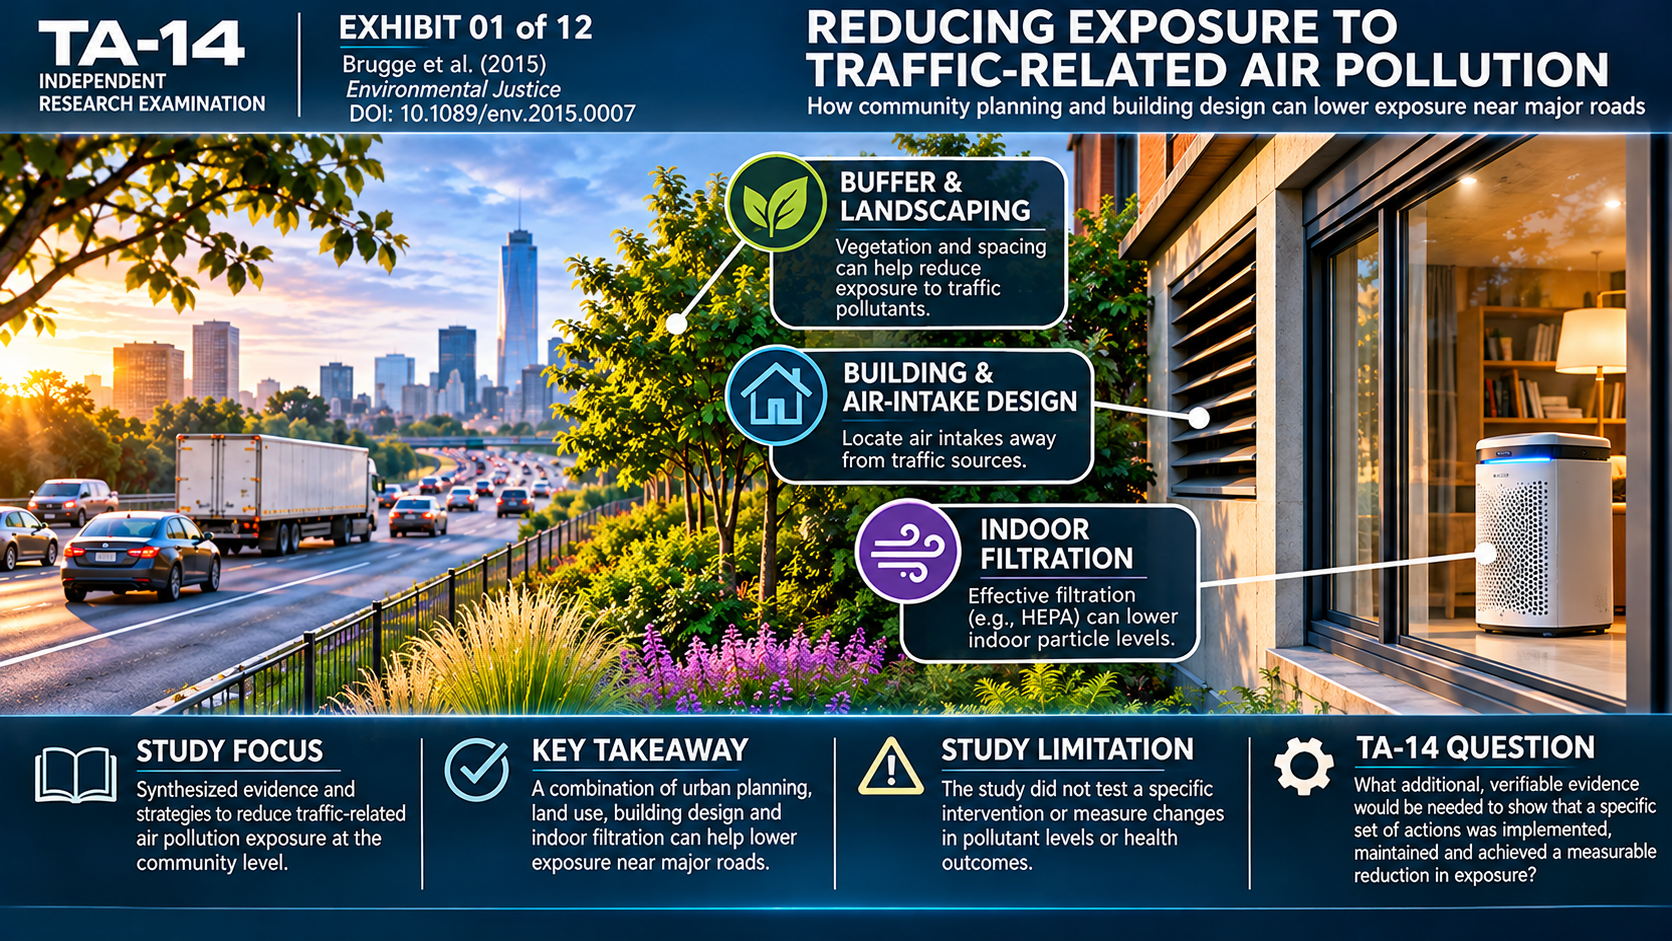 TA-14
INDEPENDENT
RESEARCH EXAMINATION
EXHIBIT 01 of 12
Brugge et al. (2015)
Environmental Justice
DOI: 10.1089/env.2015.0007
REDUCING EXPOSURE TO
TRAFFIC-RELATED AIR POLLUTION
How community planning and building design can lower exposure near major roads
BUFFER &
LANDSCAPING
Vegetation and spacing
can help reduce
exposure to traffic
pollutants.
BUILDING &
AIR-INTAKE DESIGN
Locate air intakes away
from traffic sources.
INDOOR
FILTRATION
Effective filtration
(e.g., HEPA) can lower
indoor particle levels.
STUDY FOCUS
Synthesized evidence and
strategies to reduce traffic-related
air pollution exposure at the
community level.
KEY TAKEAWAY
A combination of urban planning,
land use, building design and
indoor filtration can help lower
exposure near major roads.
STUDY LIMITATION
The study did not test a specific
intervention or measure changes
in pollutant levels or health
outcomes.
TA-14 QUESTION
What additional, verifiable evidence
would be needed to show that a specific
set of actions was implemented,
maintained and achieved a measurable
reduction in exposure?